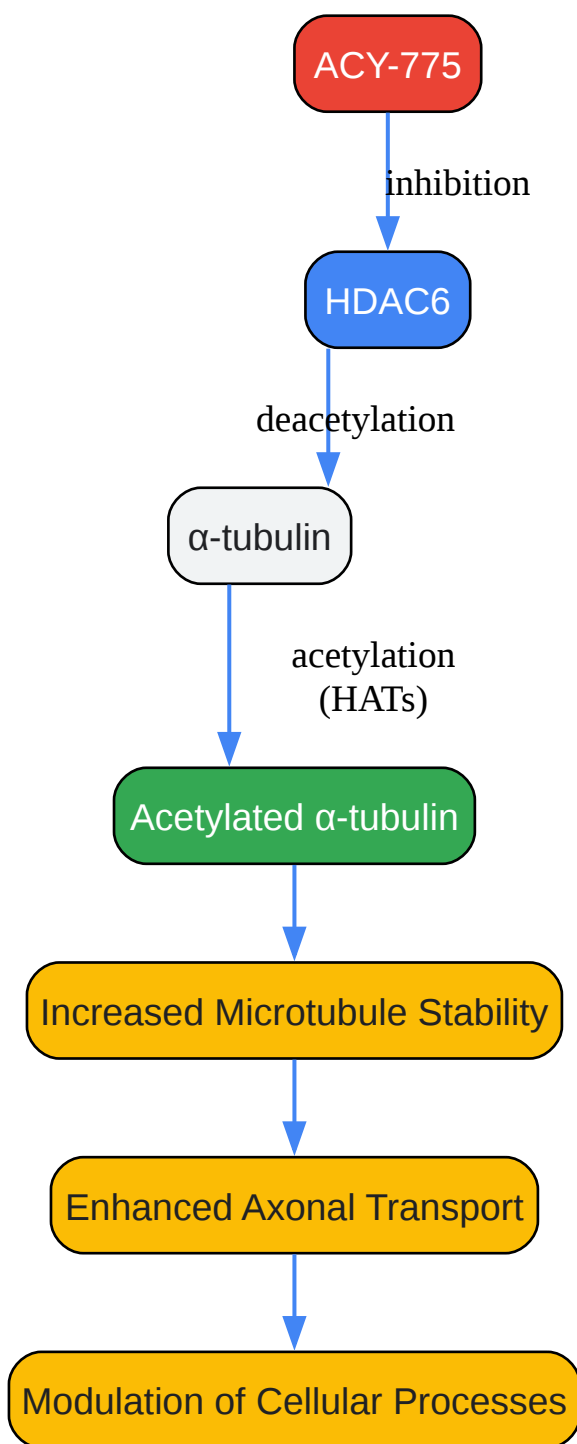 ACY-775
inhibition
HDAC6
deacetylation
α-tubulin
acetylation
(HATs)
Acetylated α-tubulin
Increased Microtubule Stability
Enhanced Axonal Transport
Modulation of Cellular Processes